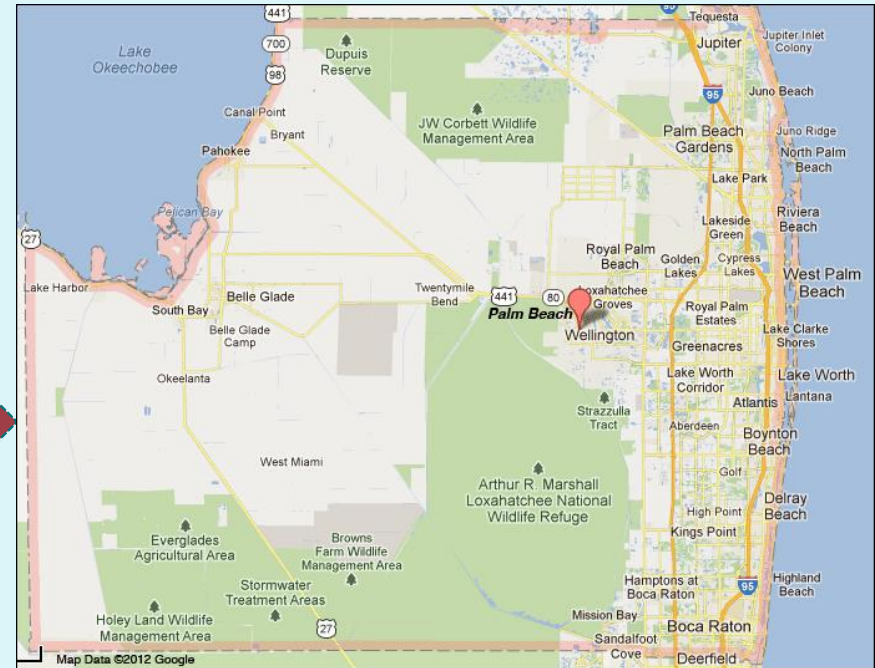 441
95
Tequesta
Lake
Okeechobee
700
Dupuis
Reserve
Jupiter
Jupiter Inlet
Colony
98
95
Juno Beach
Canal Point
Bryant
JW Corbett Wildlife
Management Area
Palm Beach
Gardens
Juno Ridge
North Palm
Beach
Pahokee
Lake Park
Pelican Bay
Lakeside
Green
Riviera
Beach
27
Royal Palm
Beach
Golden
Lakes
Cypress
Lakes
West Palm
Beach
Lake Harbor
Belle Glade
Twentymile
Bend
441
80
Loxahatchee
Groves
South Bay
Palm Beach
Royal Palm
Estates
Belle Glade
Camp
Wellington
Lake Clarke
Shores
Greenacres
Okeelanta
Lake Worth
Corridor
Lake Worth
Lantana
Strazzulla
Tract
Atlantis
Aberdeen
Boynton
Beach
West Miami
Golf
Arthur R. Marshall
Loxahatchee National
Wildlife Refuge
Delray
Beach
High Point
Kings Point
Everglades
Agricultural Area
Browns
Farm Wildlife
Management Area
Stormwater
Treatment Areas
Hamptons at
Boca Raton
95
Highland
Beach
Holey Land Wildlife
Management Area
27
Mission Bay
Boca Raton
Sandalfoot
Cove
Deerfield
Map Data ©2012 Google